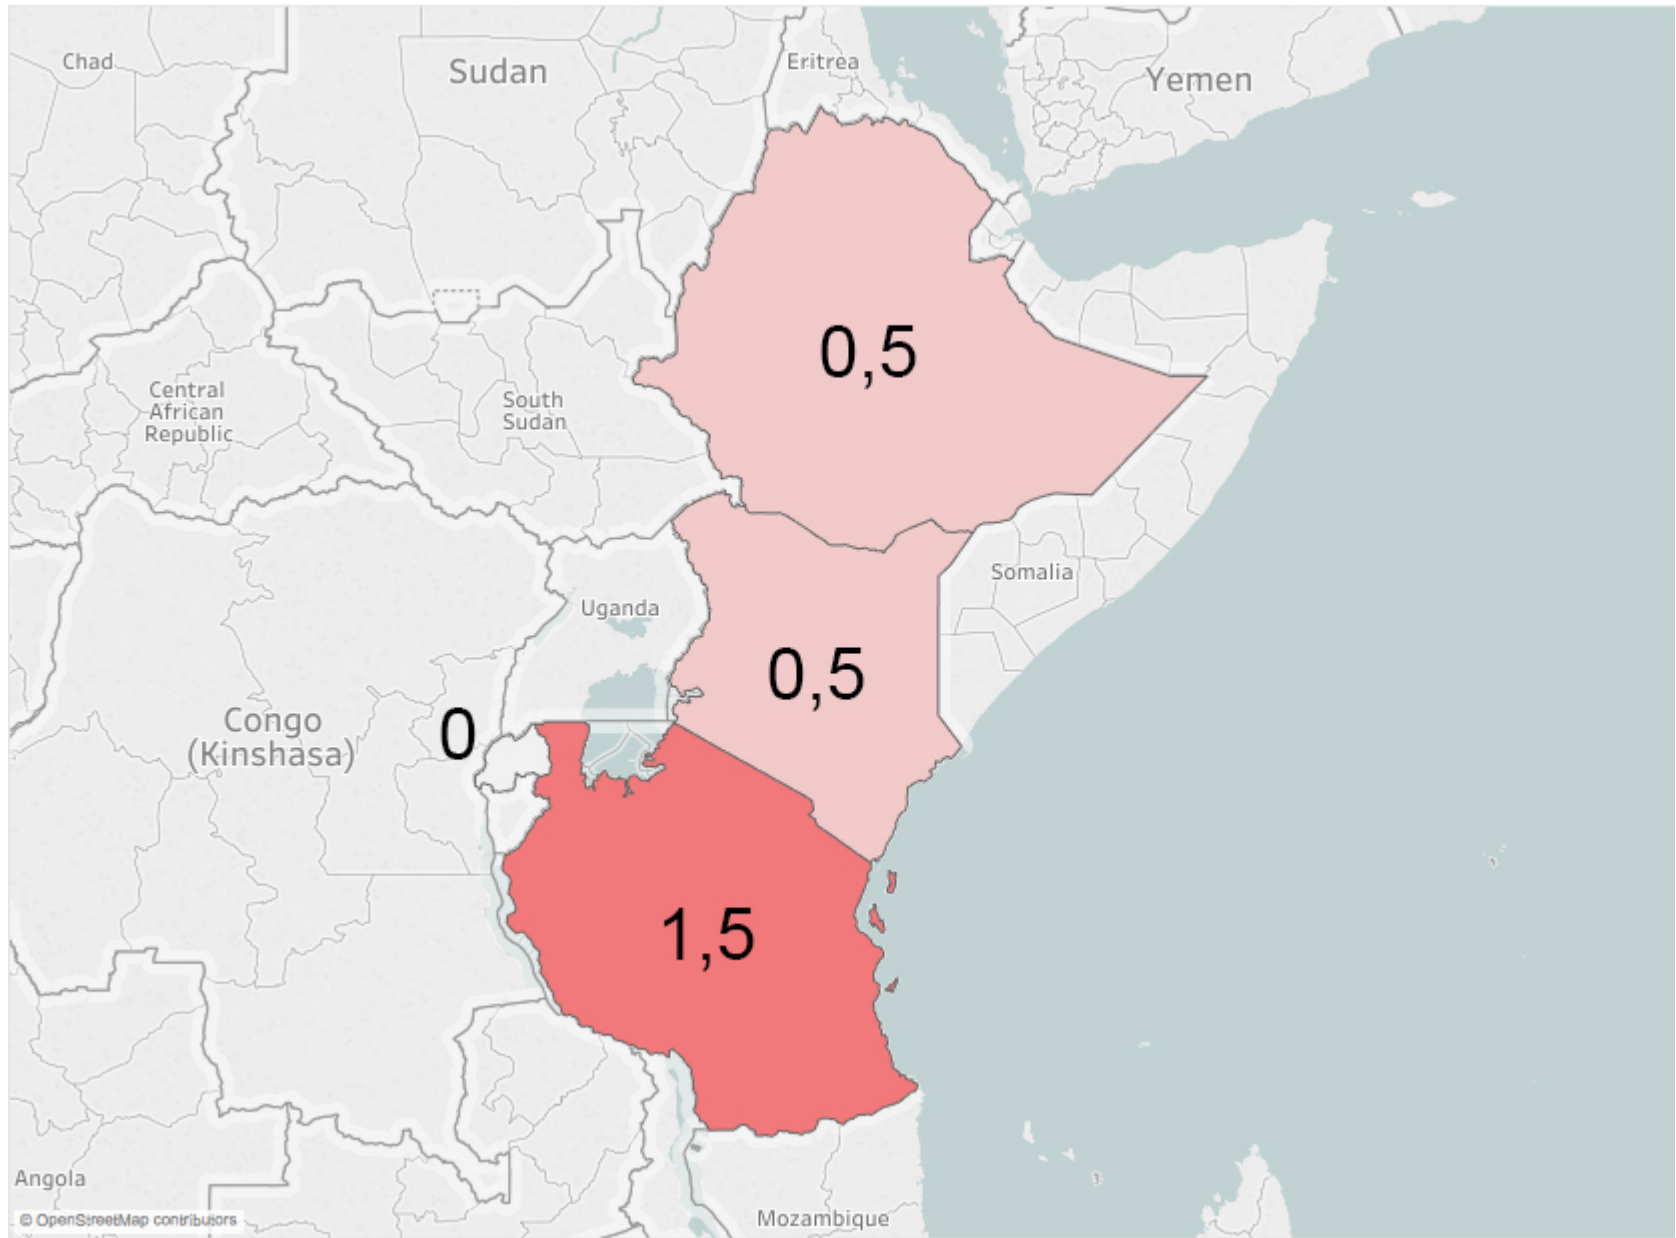 Chad
Sudan
Eritrea
Yemen
0,5
Central
African
Republic
South
Sudan
Somalia
Uganda
0,5
0
Congo
(Kinshasa)
1,5
Angola
Mozambique
© OpenStreetMap contributors